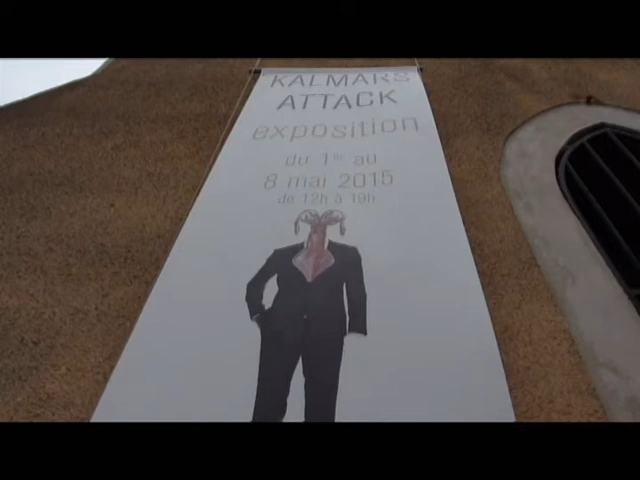 KALMARS
ATTACK
exposition
du 1er au
8 mai 2015
de 12h à 19h